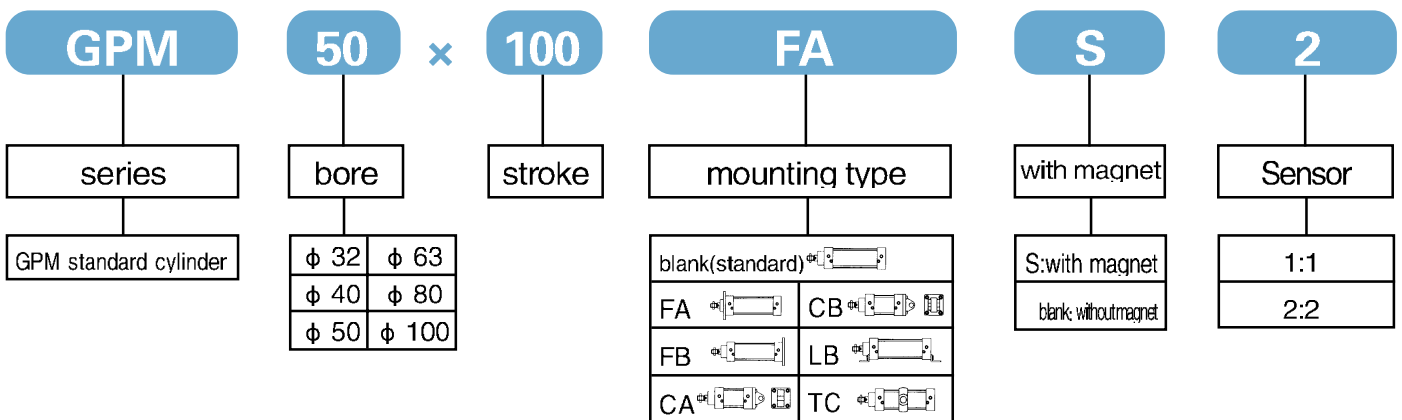 GPM 50 × 100 FA S 2
series bore stroke mounting type with magnet Sensor
GPM standard cylinder
ϕ 32 ϕ 63
ϕ 40 ϕ 80
ϕ 50 ϕ 100
blank(standard)
FA CB
FB LB
CA TC
S:with magnet
blank: withoutmagnet
1:1
2:2